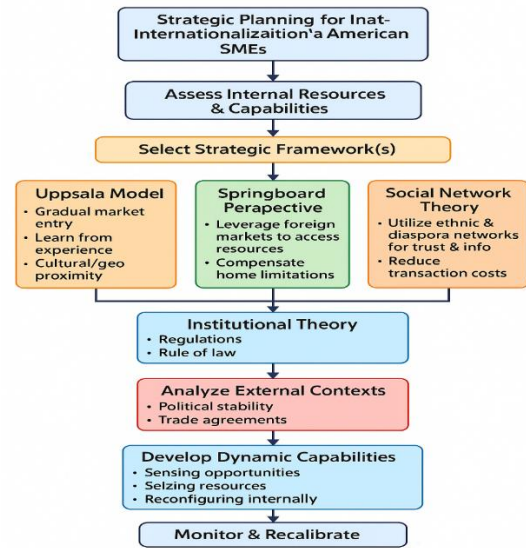 Strategic Planning for Inat-
Internationalizaition'a American
SMEs
Assess Internal Resources
& Capabilities
Select Strategic Framework(s)
Uppsala Model
• Gradual market
entry
• Learn from
experience
• Cultural/geo
proximity
Springboard
Perapective
• Leverage foreign
markets to access
resources
• Compensate
home limitations
Social Network
Theory
• Utilize ethnic &
diaspora networks
for trust & info
• Reduce
transaction costs
Institutional Theory
• Regulations
• Rule of law
Analyze External Contexts
• Political stability
• Trade agreements
Develop Dynamic Capabilities
• Sensing opportunities
• Selzing resources
• Reconfiguring internally
Monitor & Recalibrate